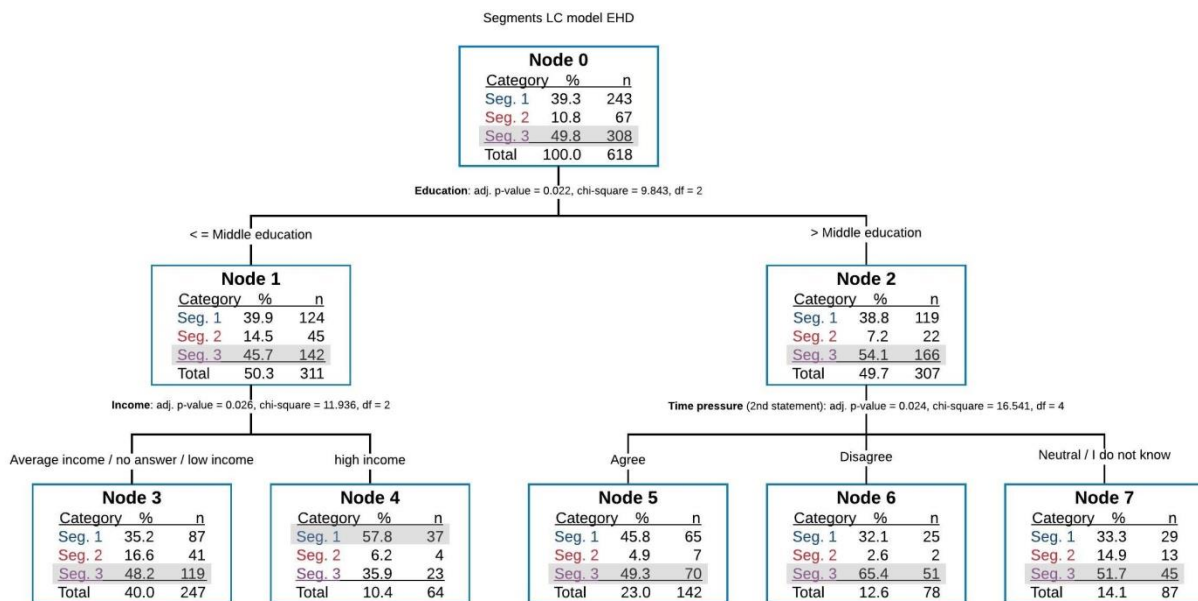 Segments LC model EHD
Node 0
Category % n
Seg. 1 39.3 243
Seg. 2 10.8 67
Seg. 3 49.8 308
Total 100.0 618
Education: adj. p-value = 0.022, chi-square = 9.843, df = 2
< = Middle education
> Middle education
Node 1
Category % n
Seg. 1 39.9 124
Seg. 2 14.5 45
Seg. 3 45.7 142
Total 50.3 311
Node 2
Category % n
Seg. 1 38.8 119
Seg. 2 7.2 22
Seg. 3 54.1 166
Total 49.7 307
Income: adj. p-value = 0.026, chi-square = 11.936, df = 2
Time pressure (2nd statement): adj. p-value = 0.024, chi-square = 16.541, df = 4
Average income / no answer / low income
high income
Agree
Disagree
Neutral / I do not know
Node 3
Category % n
Seg. 1 35.2 87
Seg. 2 16.6 41
Seg. 3 48.2 119
Total 40.0 247
Node 4
Category % n
Seg. 1 57.8 37
Seg. 2 6.2 4
Seg. 3 35.9 23
Total 10.4 64
Node 5
Category % n
Seg. 1 45.8 65
Seg. 2 4.9 7
Seg. 3 49.3 70
Total 23.0 142
Node 6
Category % n
Seg. 1 32.1 25
Seg. 2 2.6 2
Seg. 3 65.4 51
Total 12.6 78
Node 7
Category % n
Seg. 1 33.3 29
Seg. 2 14.9 13
Seg. 3 51.7 45
Total 14.1 87